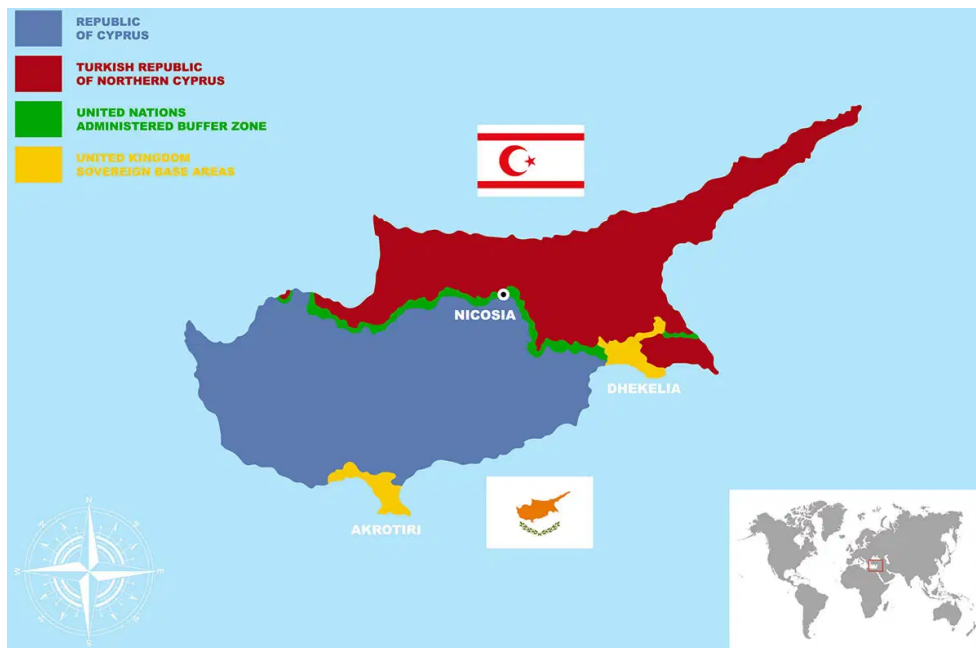 REPUBLIC
OF CYPRUS
TURKISH REPUBLIC
OF NORTHERN CYPRUS
UNITED NATIONS
ADMINISTERED BUFFER ZONE
UNITED KINGDOM
SOVEREIGN BASE AREAS
NICOSIA
DHEKELIA
AKROTIRI
N
W
E
S